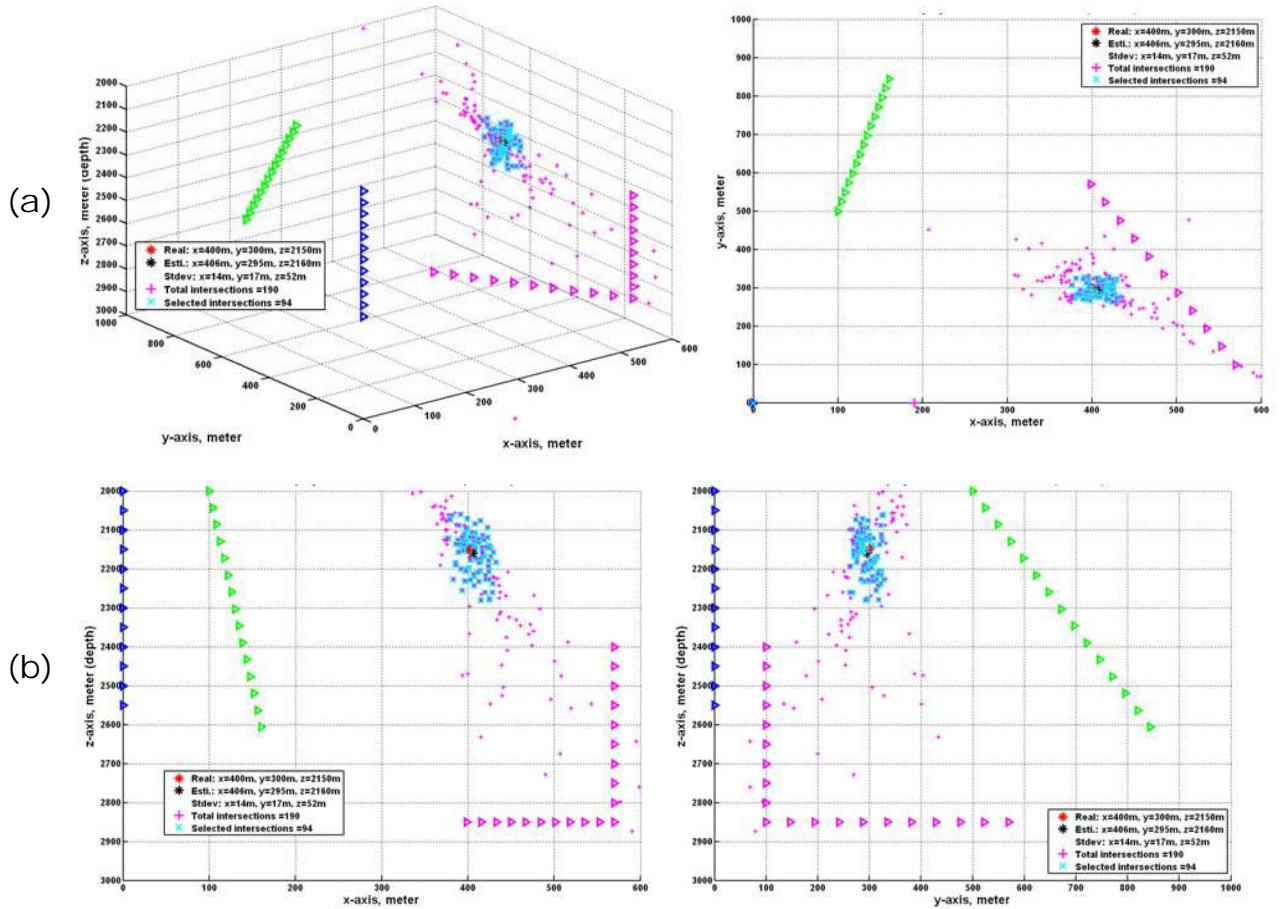 (a)
2000
2100
2200
2300
2400
2500
2600
2700
2800
2900
3000
z-axis, meter (depth)
1000
800
600
400
200
0
y-axis, meter
0
100
200
300
400
500
600
x-axis, meter
Real: x=400m, y=300m, z=2150m
Esti.: x=406m, y=295m, z=2160m
Stdev: x=14m, y=17m, z=52m
Total intersections =190
Selected intersections =94
1000
900
800
700
600
500
400
300
200
100
0
y-axis, meter
0
100
200
300
400
500
600
x-axis, meter
Real: x=400m, y=300m, z=2150m
Esti.: x=406m, y=295m, z=2160m
Stdev: x=14m, y=17m, z=52m
Total intersections =190
Selected intersections =94
(b)
2000
2100
2200
2300
2400
2500
2600
2700
2800
2900
3000
z-axis, meter (depth)
0
100
200
300
400
500
600
x-axis, meter
Real: x=400m, y=300m, z=2150m
Esti.: x=406m, y=295m, z=2160m
Stdev: x=14m, y=17m, z=52m
Total intersections =190
Selected intersections =94
2000
2100
2200
2300
2400
2500
2600
2700
2800
2900
3000
z-axis, meter (depth)
0
100
200
300
400
500
600
700
800
900
1000
y-axis, meter
Real: x=400m, y=300m, z=2150m
Esti.: x=406m, y=295m, z=2160m
Stdev: x=14m, y=17m, z=52m
Total intersections =190
Selected intersections =94